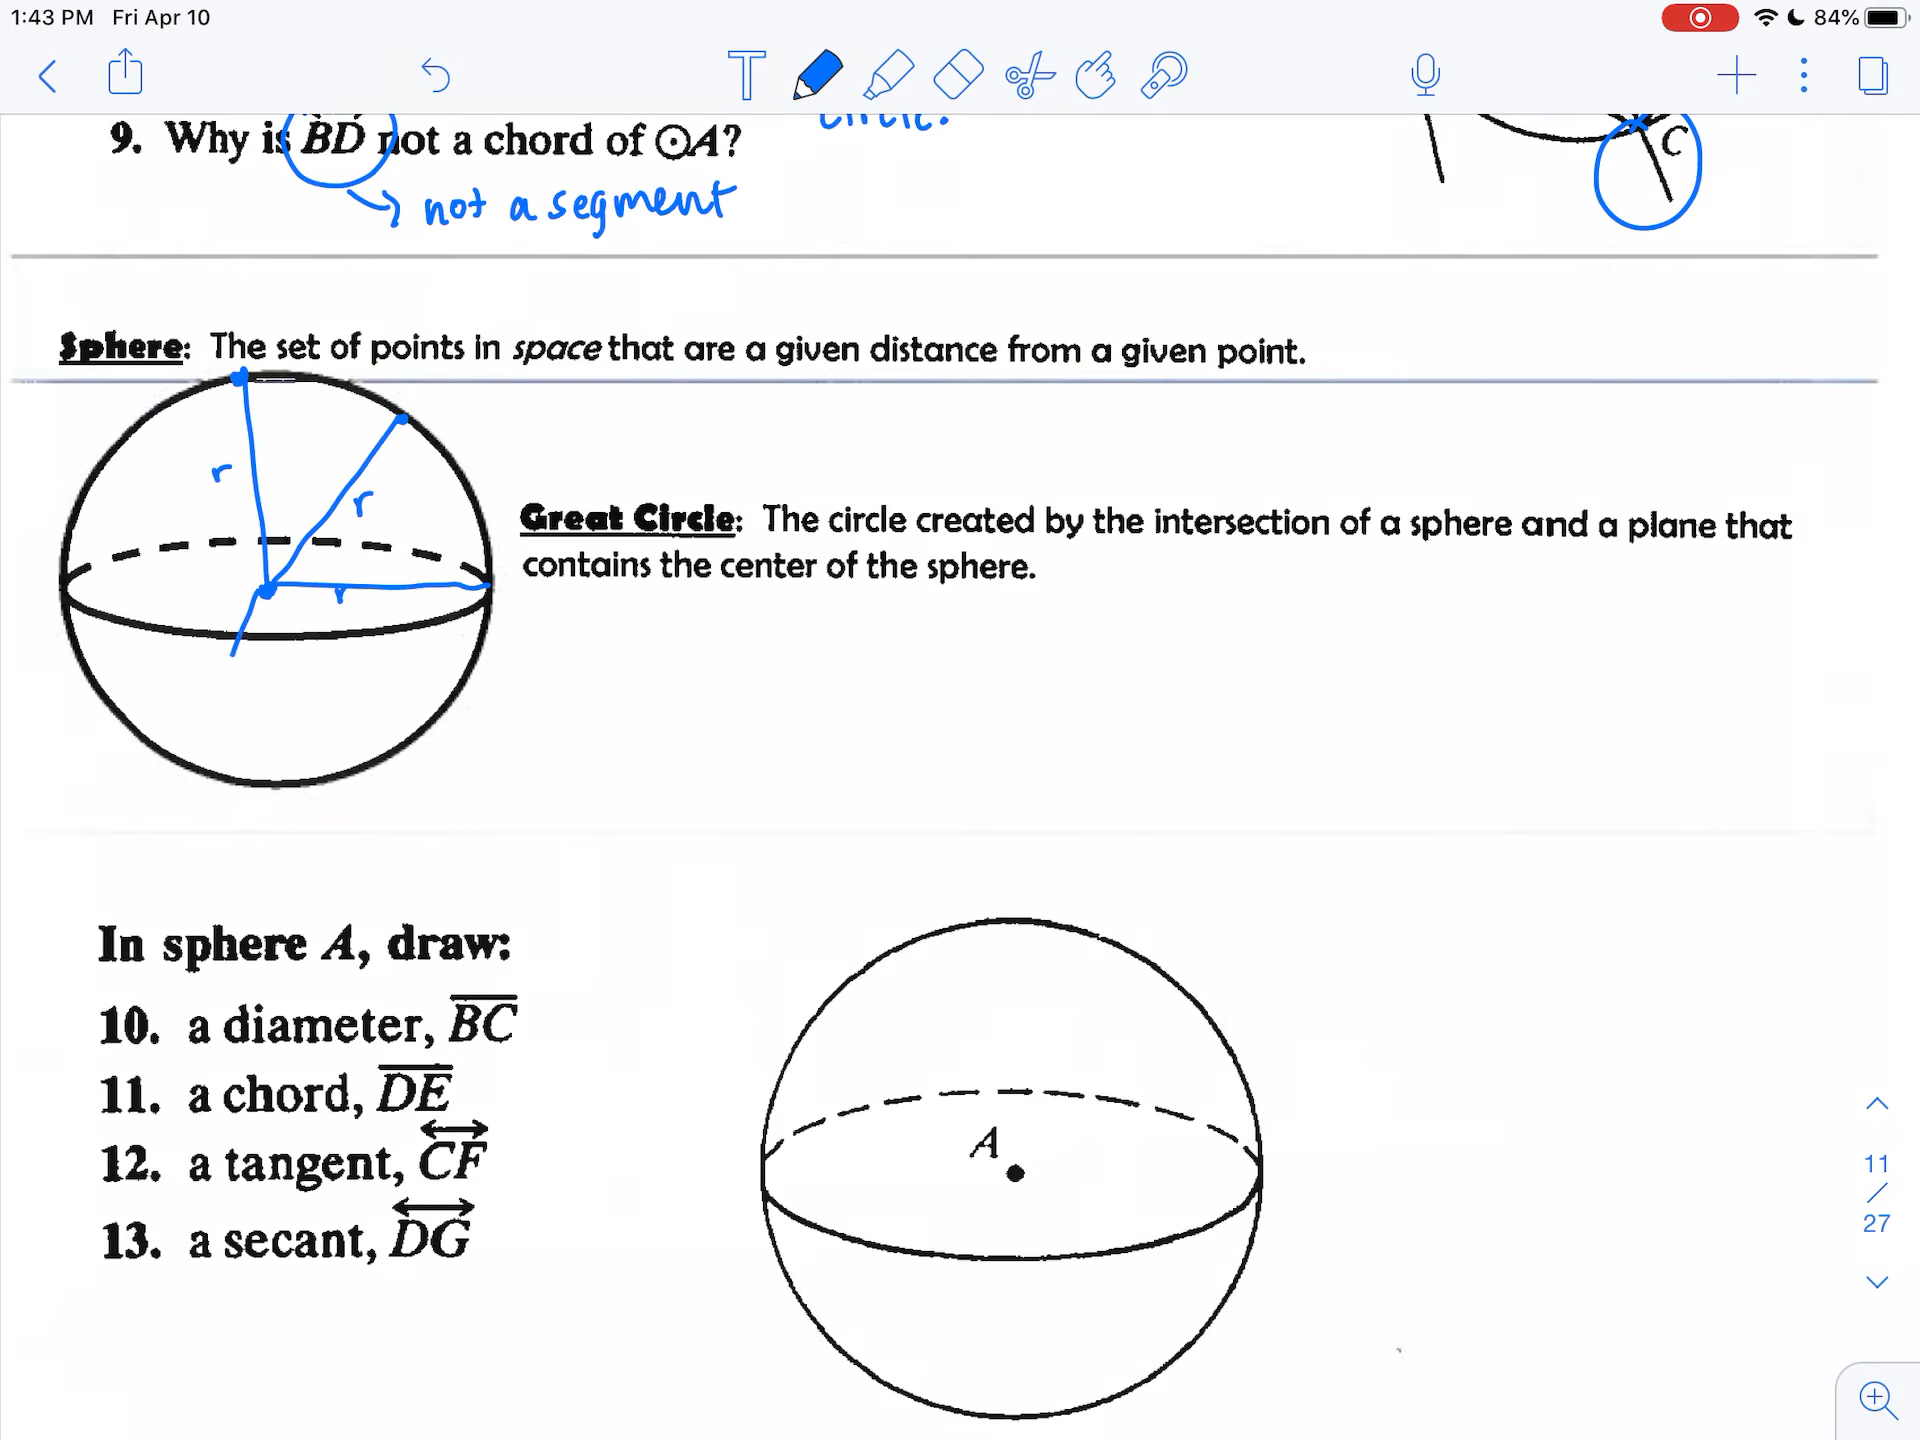 1:43 PM Fri Apr 10
84%
circle.
9. Why is BD not a chord of ⊙A?
C
not a segment
Sphere: The set of points in space that are a given distance from a given point.
r
r
Great Circle: The circle created by the intersection of a sphere and a plane that
contains the center of the sphere.
r
In sphere A, draw:
10. a diameter, BC
11. a chord, DE
12. a tangent, CF
13. a secant, DG
A
11
/
27